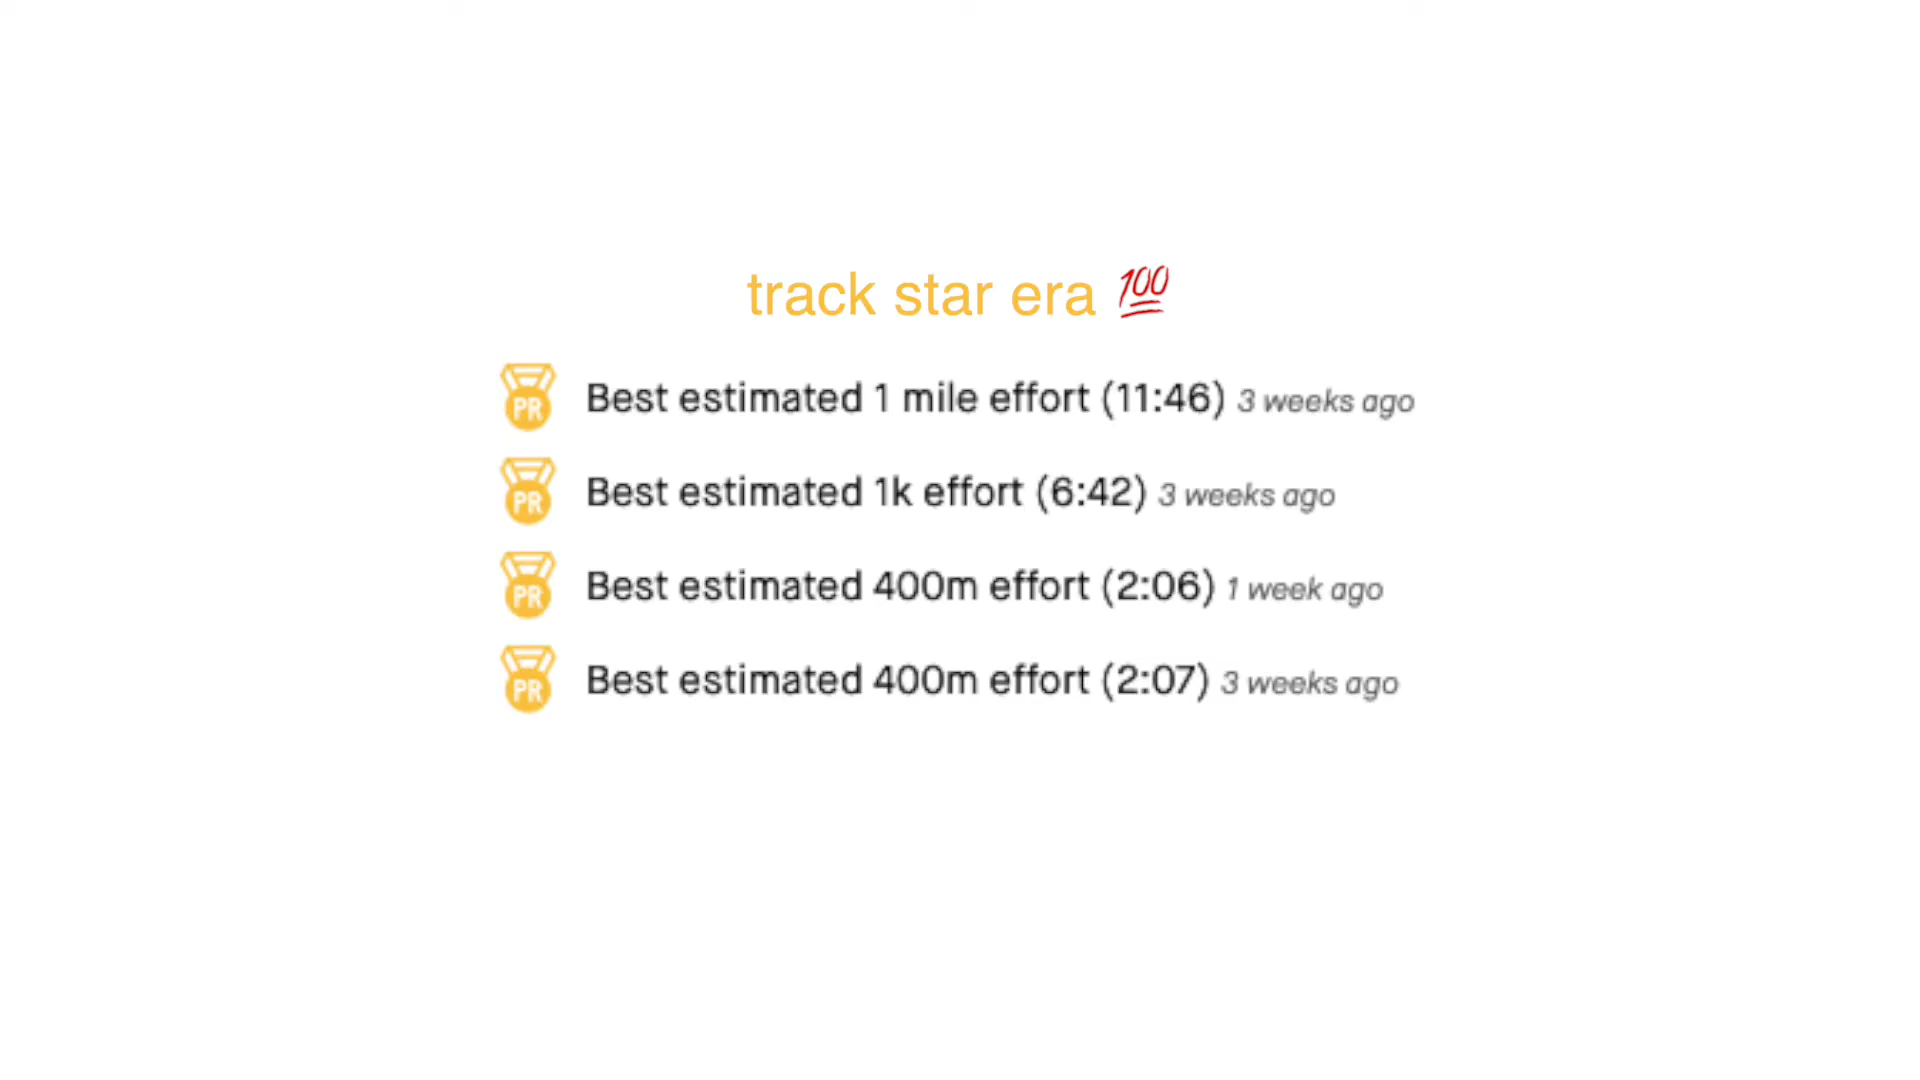 track star era 💯
PR Best estimated 1 mile effort (11:46) 3 weeks ago
PR Best estimated 1k effort (6:42) 3 weeks ago
PR Best estimated 400m effort (2:06) 1 week ago
PR Best estimated 400m effort (2:07) 3 weeks ago